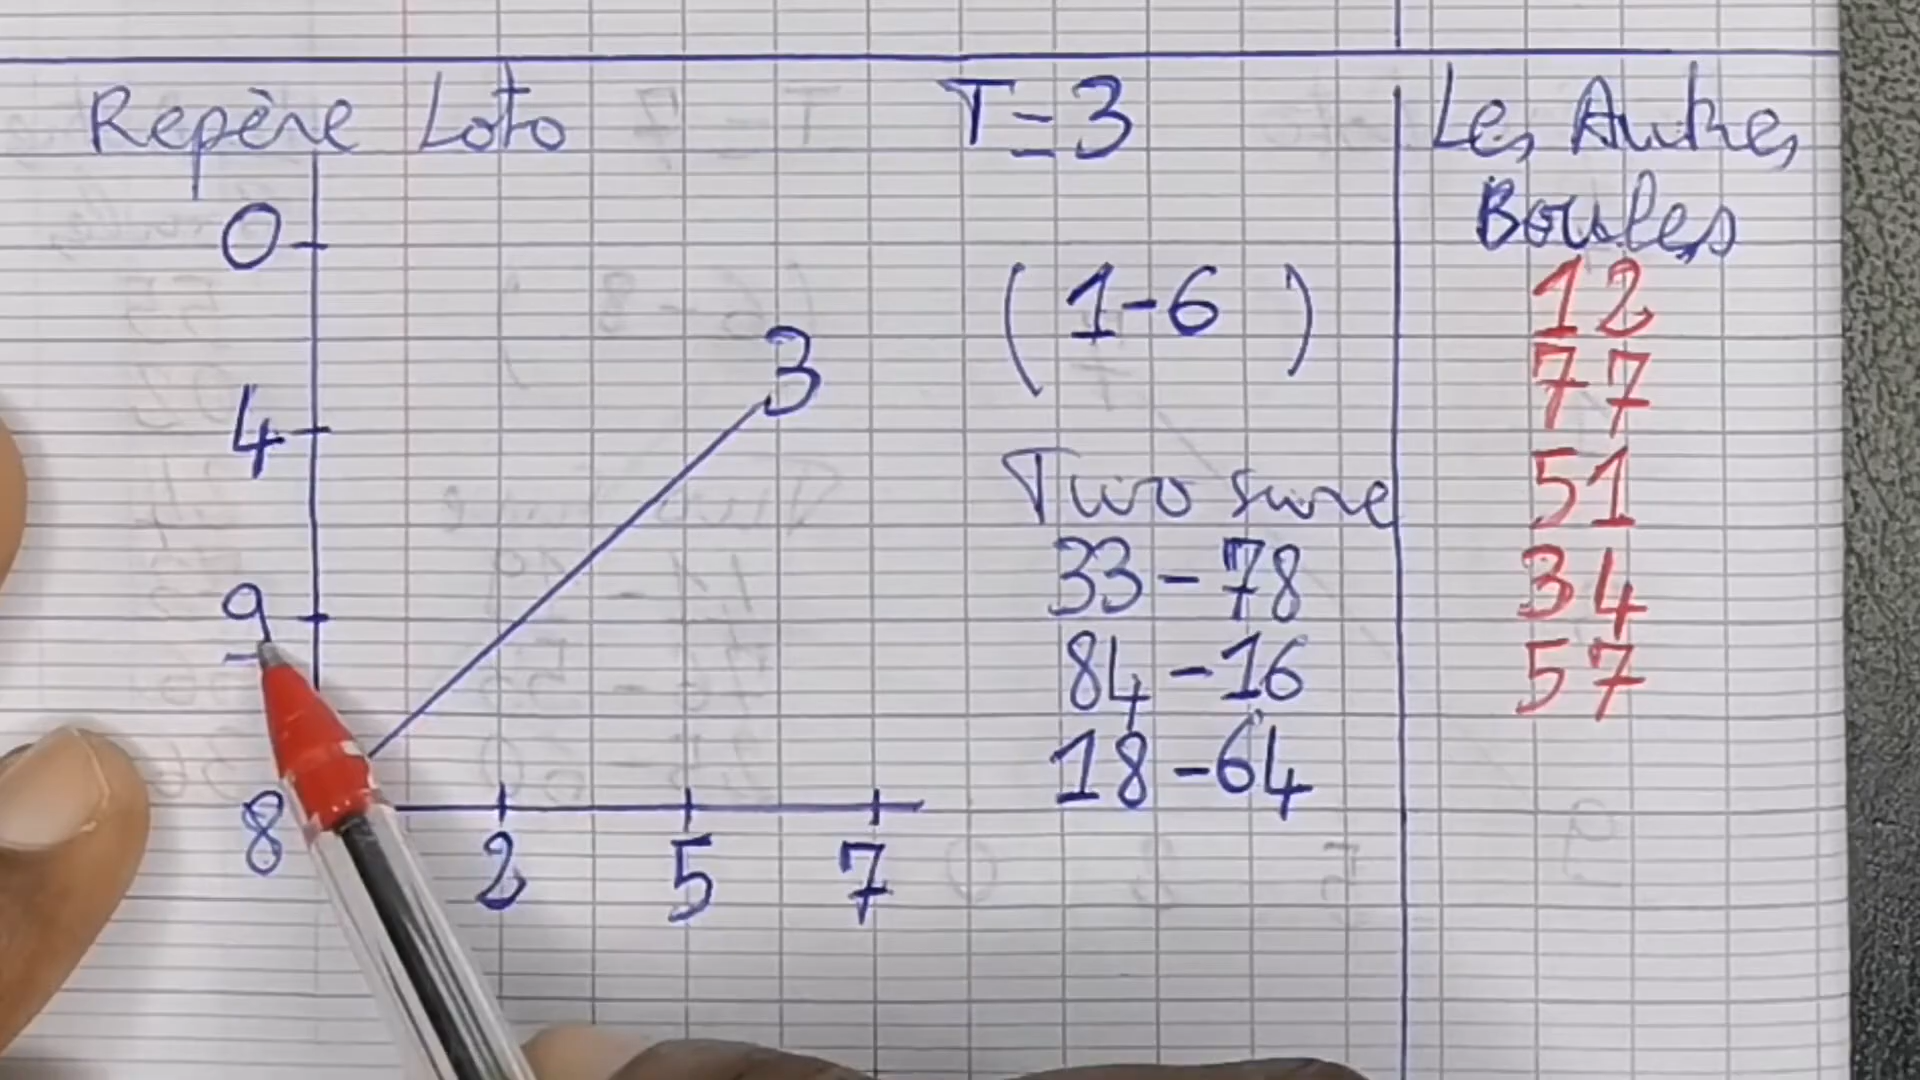 Repère Loto T=3
0
4
9
8
2 5 7
3
(1-6)
Two sure
33-78
84-16
18-64
Les Autres
Boules
12
77
51
34
57